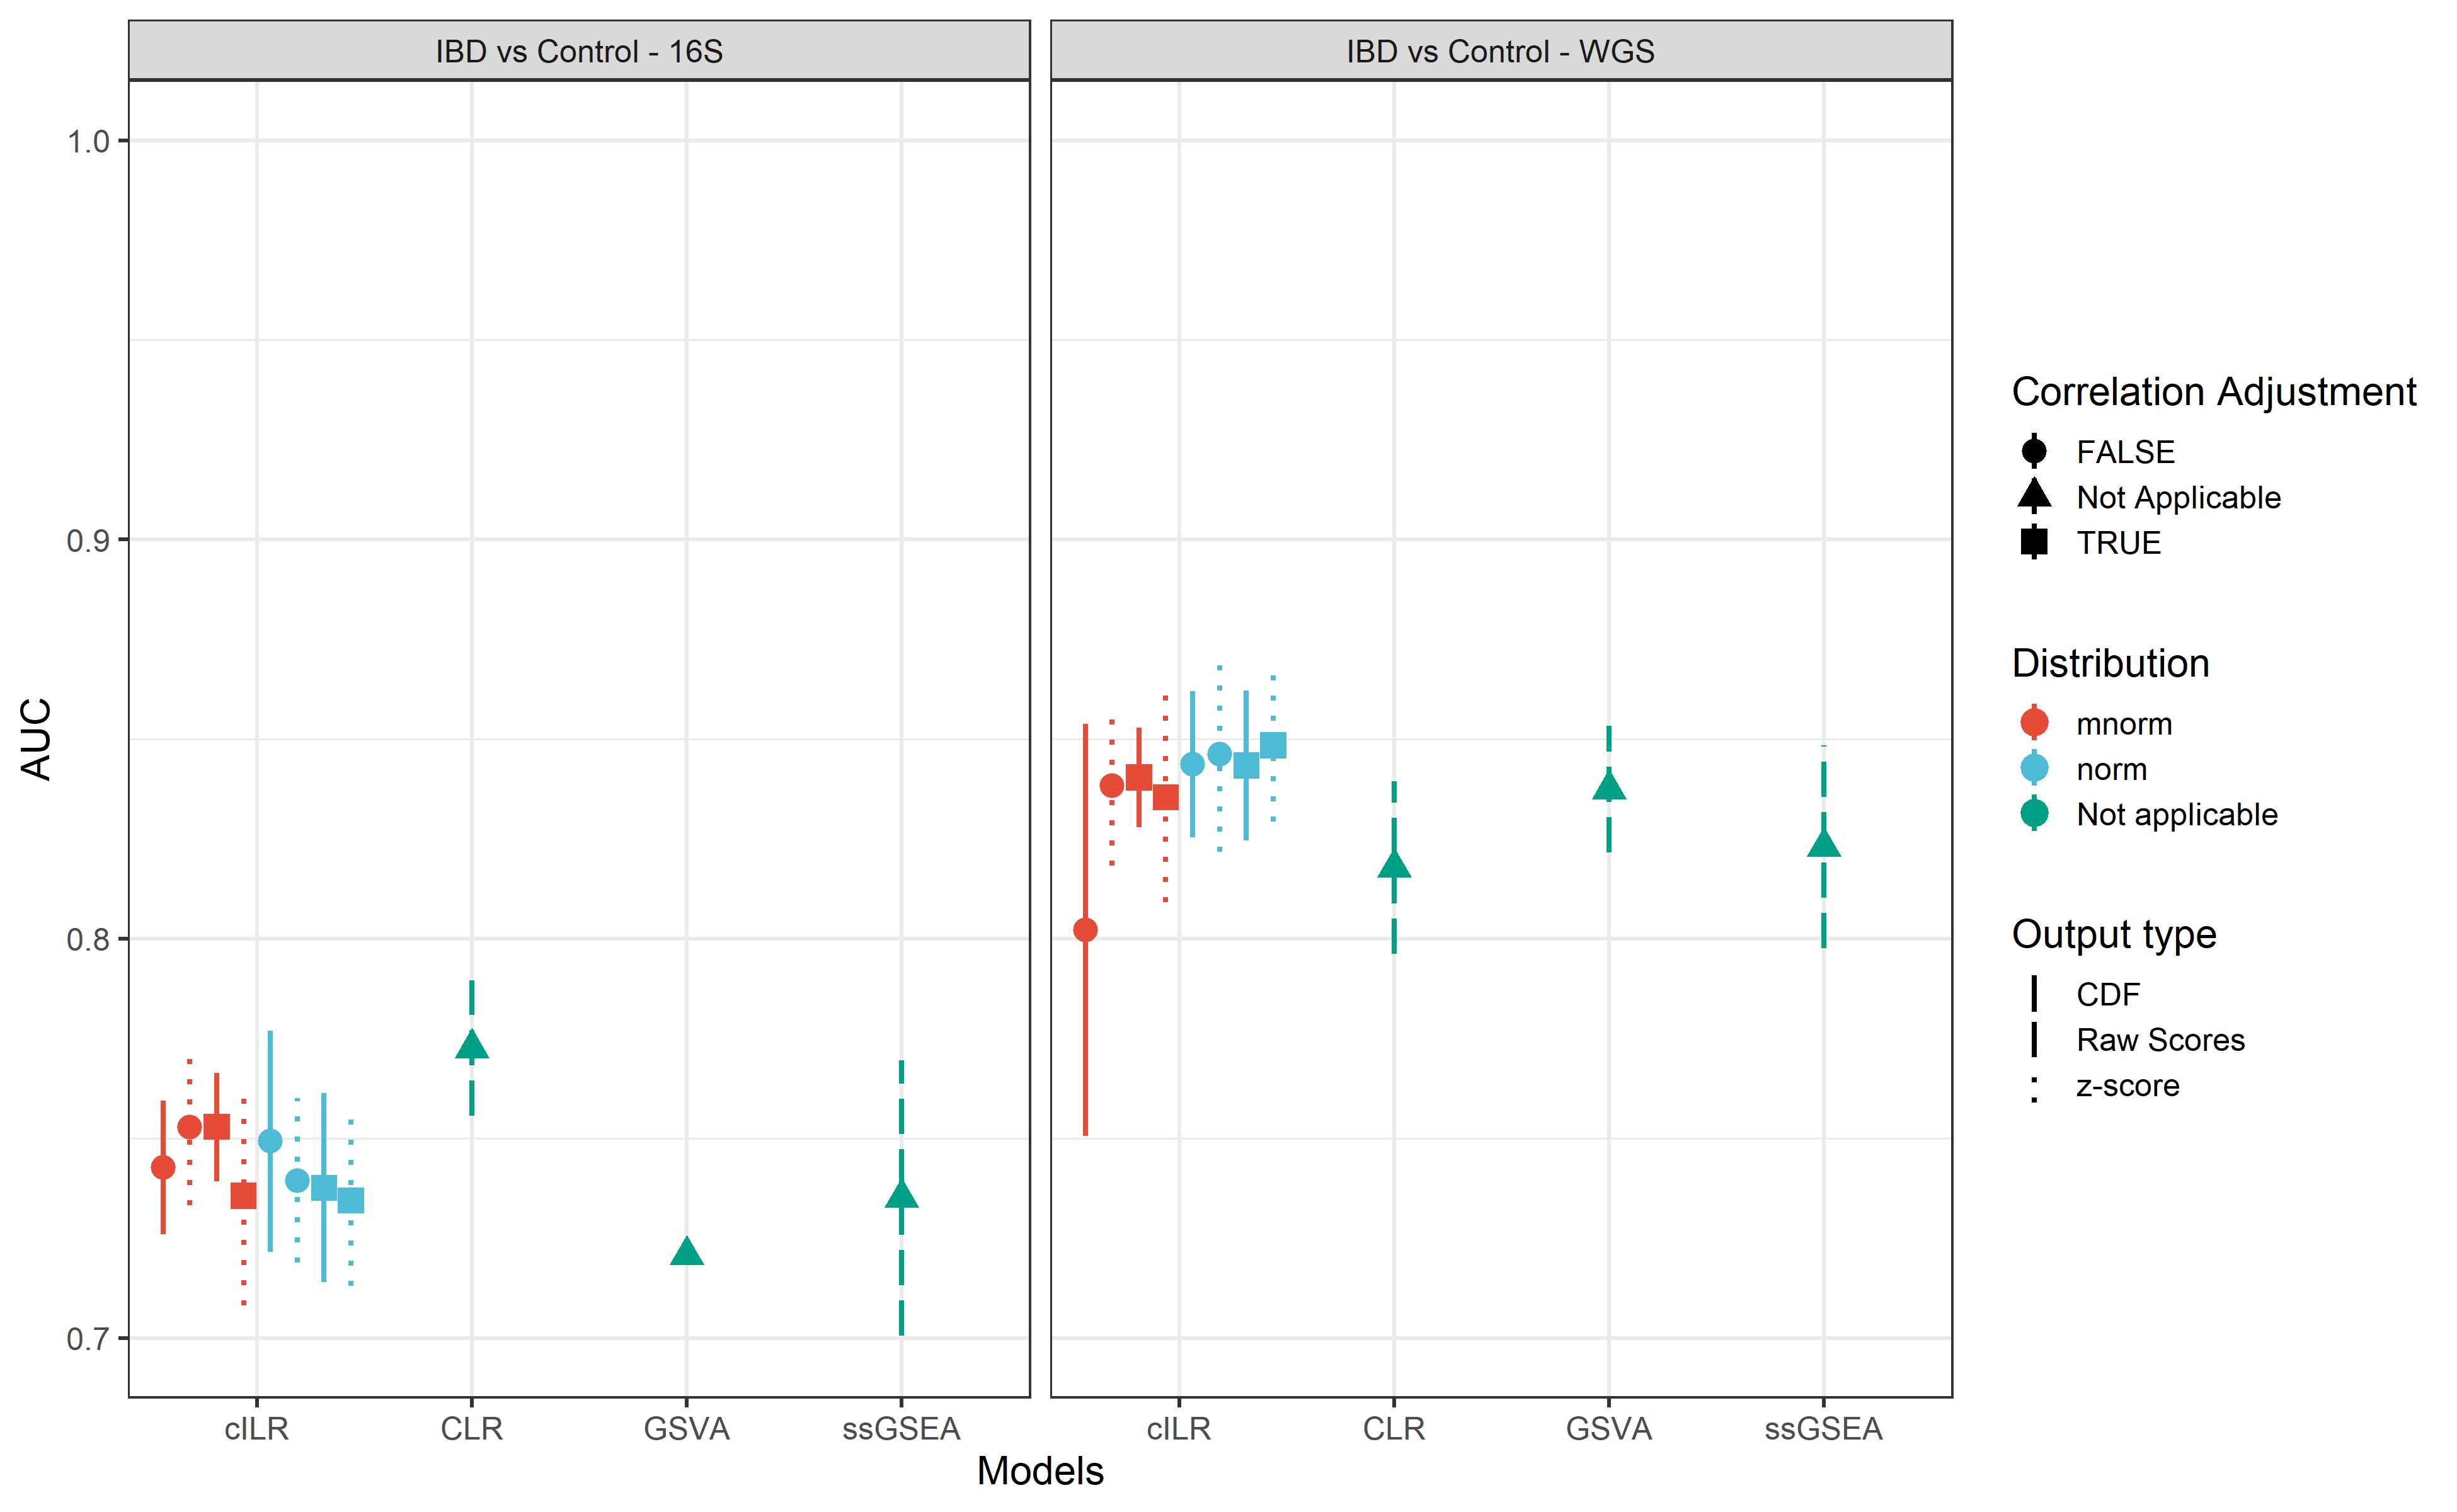 IBD vs Control - 16S
IBD vs Control - WGS
1.0
0.9
0.8
0.7
AUC
cILR
CLR
GSVA
ssGSEA
cILR
CLR
GSVA
ssGSEA
Models
Correlation Adjustment
FALSE
Not Applicable
TRUE
Distribution
mnorm
norm
Not applicable
Output type
CDF
Raw Scores
z-score